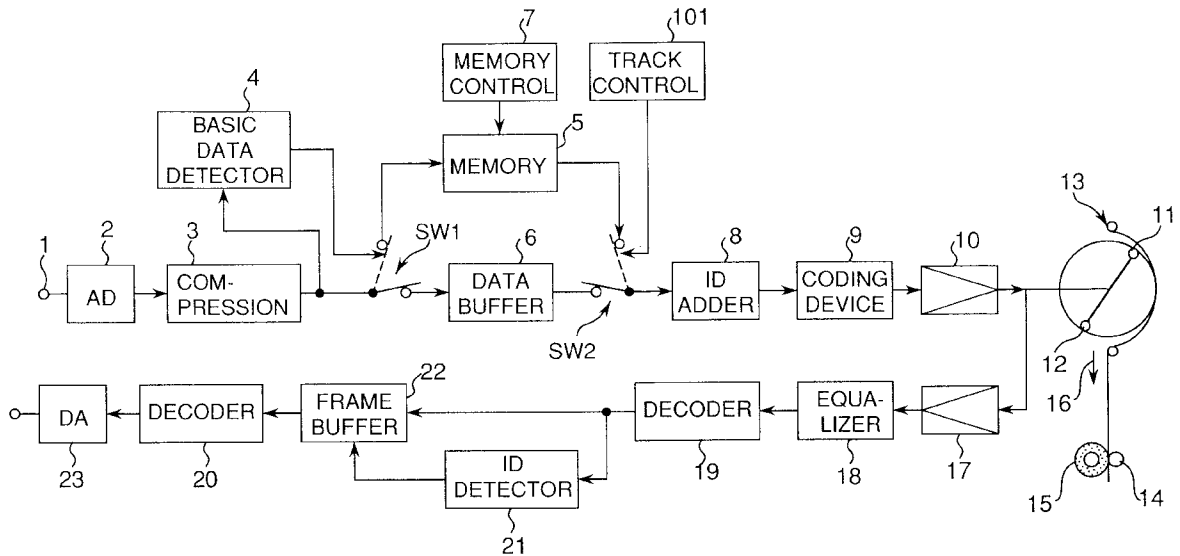 7
101
MEMORY
CONTROL
TRACK
CONTROL
4
5
BASIC
DATA
DETECTOR
MEMORY
13
11
1
2
3
SW1
6
8
9
10
AD
COM-
PRESSION
DATA
BUFFER
ID
ADDER
CODING
DEVICE
SW2
12
16
22
DA
DECODER
FRAME
BUFFER
DECODER
EQUA-
LIZER
23
20
ID
DETECTOR
19
18
17
15
14
21